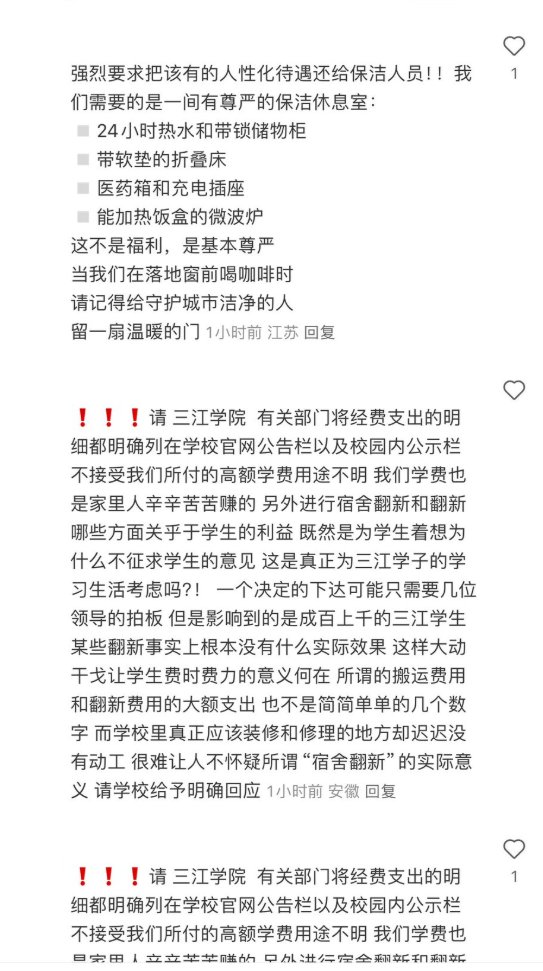 1
强烈要求把该有的人性化待遇还给保洁人员!!我
们需要的是一间有尊严的保洁休息室：
24小时热水和带锁储物柜
带软垫的折叠床
医药箱和充电插座
能加热饭盒的微波炉
这不是福利，是基本尊严
当我们在落地窗前喝咖啡时
请记得给守护城市洁净的人
留一扇温暖的门 1小时前 江苏 回复
❗❗❗请 三江学院 有关部门将经费支出的明
细都明确列在学校官网公告栏以及校园内公示栏
不接受我们所付的高额学费用途不明 我们学费也
是家里人辛辛苦苦赚的 另外进行宿舍翻新和翻新
哪些方面关乎于学生的利益 既然是为学生着想为
什么不征求学生的意见 这是真正为三江学子的学
习生活考虑吗?! 一个决定的下达可能只需要几位
领导的拍板 但是影响到的是成百上千的三江学生
某些翻新事实上根本没有什么实际效果 这样大动
干戈让学生费时费力的意义何在 所谓的搬运费用
和翻新费用的大额支出 也不是简简单单的几个数
字 而学校里真正应该装修和修理的地方却迟迟没
有动工 很难让人不怀疑所谓“宿舍翻新”的实际意
义 请学校给予明确回应 1小时前 安徽 回复
1
❗❗❗请 三江学院 有关部门将经费支出的明
细都明确列在学校官网公告栏以及校园内公示栏
不接受我们所付的高额学费用途不明 我们学费也
是家里人辛辛苦苦赚的 另外进行宿舍翻新和翻新